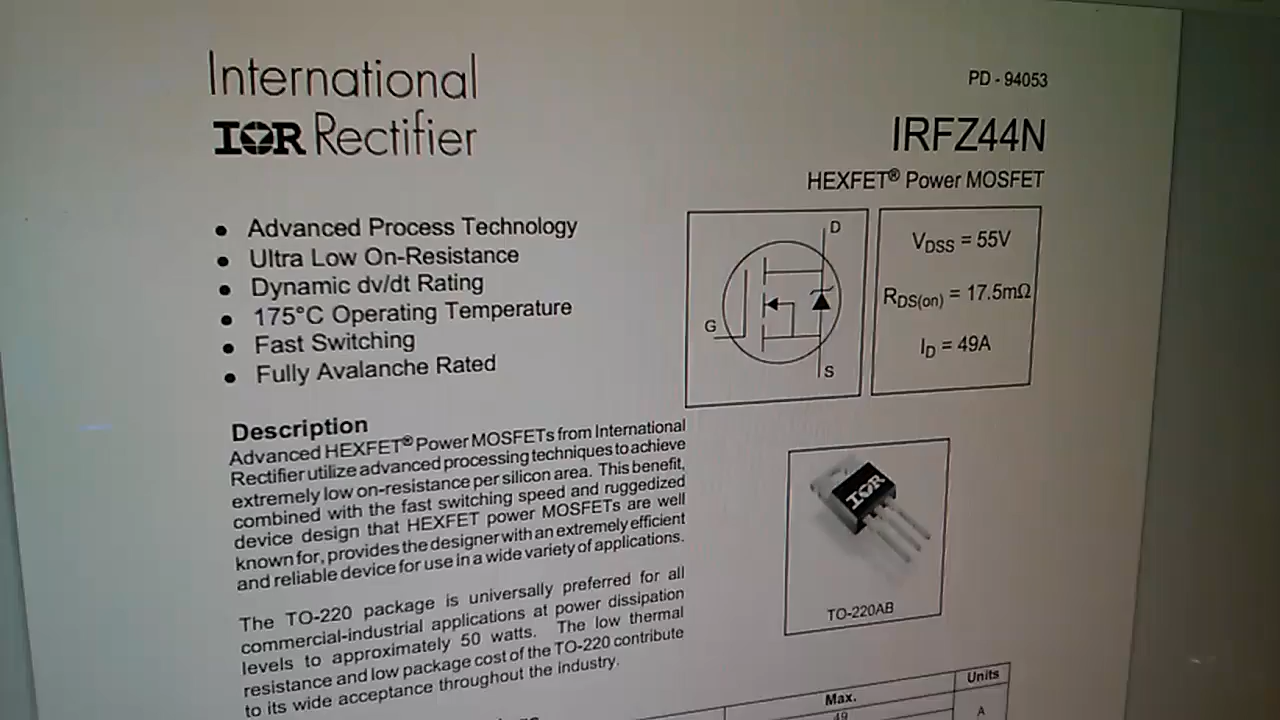 International
IOR Rectifier
PD - 94053
IRFZ44N
HEXFET® Power MOSFET
● Advanced Process Technology
● Ultra Low On-Resistance
● Dynamic dv/dt Rating
● 175°C Operating Temperature
● Fast Switching
● Fully Avalanche Rated
D
G
S
VDSS = 55V
RDS(on) = 17.5mΩ
ID = 49A
Description
Advanced HEXFET® Power MOSFETs from International
Rectifier utilize advanced processing techniques to achieve
extremely low on-resistance per silicon area. This benefit,
combined with the fast switching speed and ruggedized
device design that HEXFET power MOSFETs are well
known for, provides the designer with an extremely efficient
and reliable device for use in a wide variety of applications.
The TO-220 package is universally preferred for all
commercial-industrial applications at power dissipation
levels to approximately 50 watts. The low thermal
resistance and low package cost of the TO-220 contribute
to its wide acceptance throughout the industry.
IOR
TO-220AB
Max.
Units
49
A